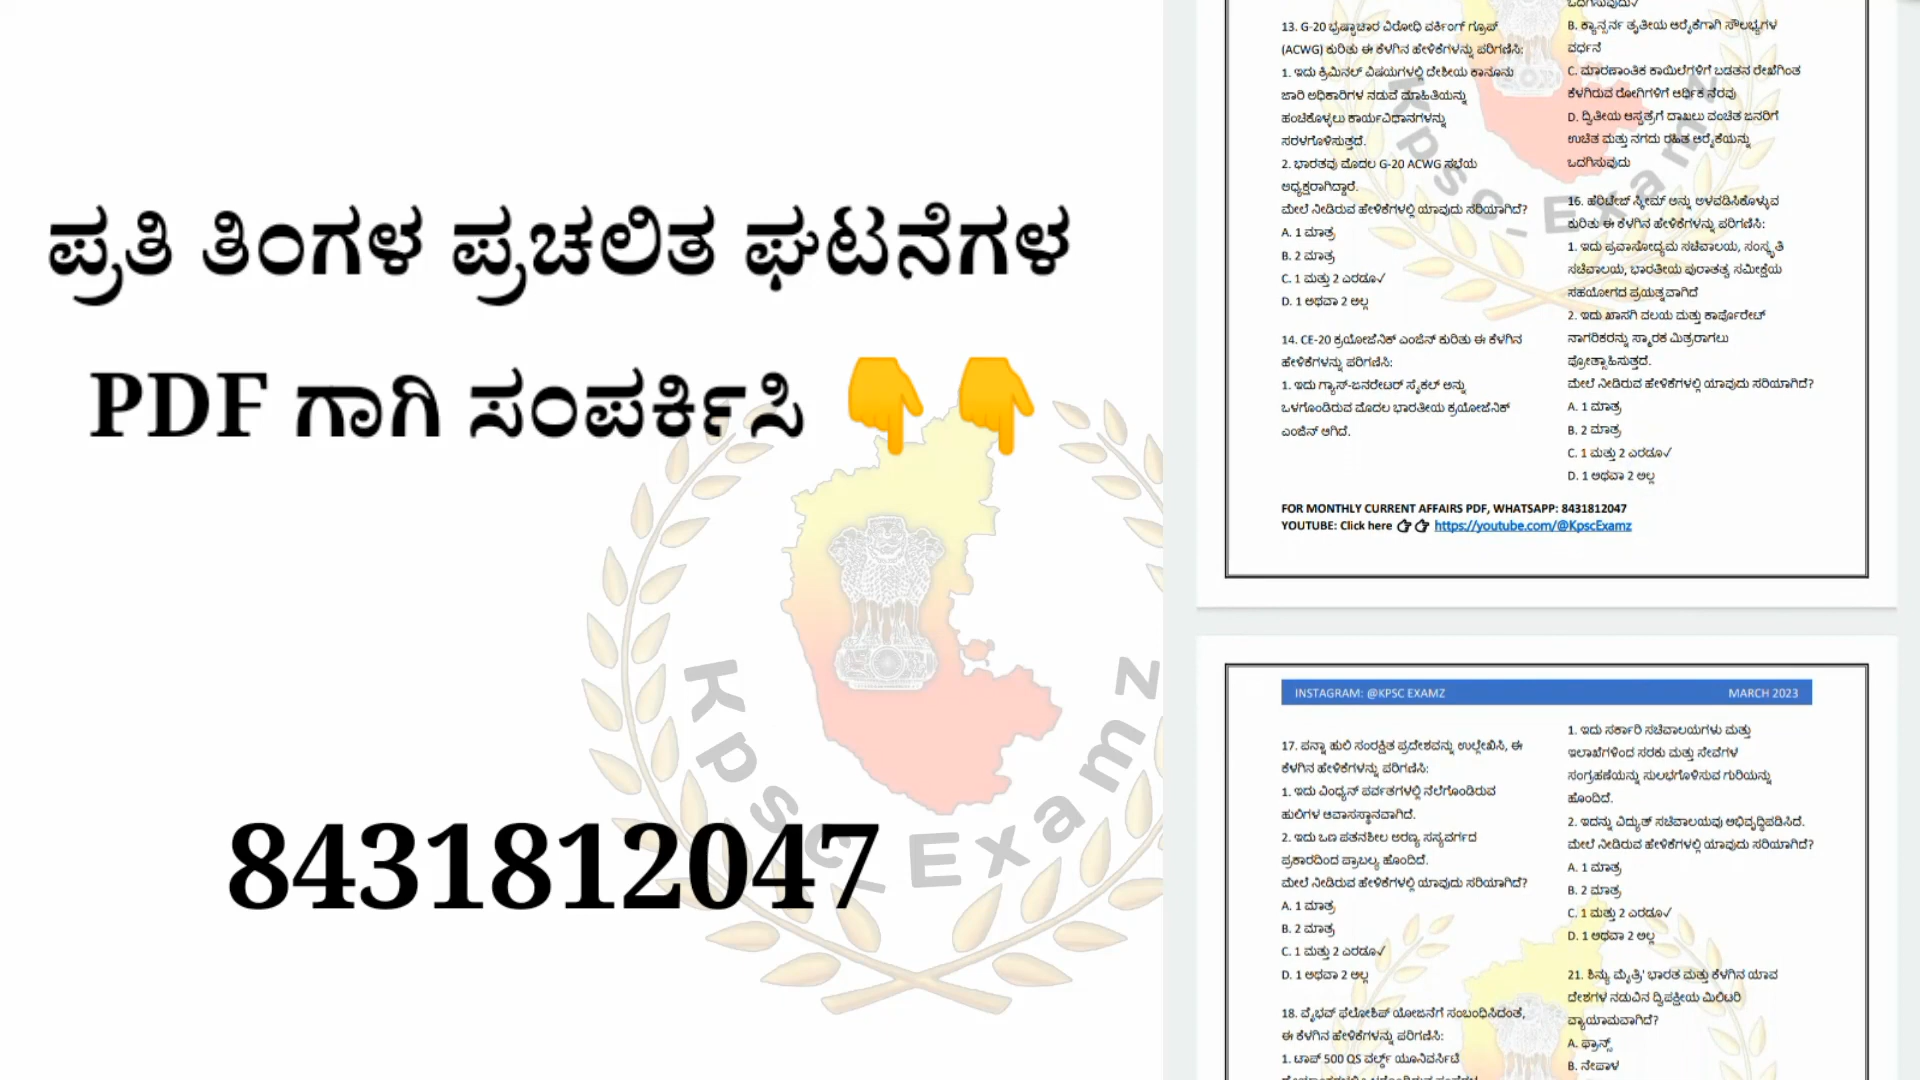 ಪ್ರತಿ ತಿಂಗಳ ಪ್ರಚಲಿತ ಘಟನೆಗಳ
PDF ಗಾಗಿ ಸಂಪರ್ಕಿಸಿ 👇👇
8431812047
Kpsc_Examz
13. G-20 ಭ್ರಷ್ಟಾಚಾರ ವಿರೋಧಿ ವರ್ಕಿಂಗ್ ಗ್ರೂಪ್
(ACWG) ಕುರಿತು ಈ ಕೆಳಗಿನ ಹೇಳಿಕೆಗಳನ್ನು ಪರಿಗಣಿಸಿ:
1. ಇದು ಕ್ರಿಮಿನಲ್ ವಿಷಯಗಳಲ್ಲಿ ದೇಶೀಯ ಕಾನೂನು
ಜಾರಿ ಅಧಿಕಾರಿಗಳ ನಡುವೆ ಮಾಹಿತಿಯನ್ನು
ಹಂಚಿಕೊಳ್ಳಲು ಕಾರ್ಯವಿಧಾನಗಳನ್ನು
ಸರಳಗೊಳಿಸುತ್ತದೆ.
2. ಭಾರತವು ಮೊದಲ G-20 ACWG ಸಭೆಯ
ಅಧ್ಯಕ್ಷರಾಗಿದ್ದಾರೆ.
ಮೇಲೆ ನೀಡಿರುವ ಹೇಳಿಕೆಗಳಲ್ಲಿ ಯಾವುದು ಸರಿಯಾಗಿದೆ?
A. 1 ಮಾತ್ರ
B. 2 ಮಾತ್ರ
C. 1 ಮತ್ತು 2 ಎರಡೂ✓
D. 1 ಅಥವಾ 2 ಅಲ್ಲ
14. CE-20 ಕ್ರಯೋಜೆನಿಕ್ ಎಂಜಿನ್ ಕುರಿತು ಈ ಕೆಳಗಿನ
ಹೇಳಿಕೆಗಳನ್ನು ಪರಿಗಣಿಸಿ:
1. ಇದು ಗ್ಯಾಸ್-ಜನರೇಟರ್ ಸೈಕಲ್ ಅನ್ನು
ಒಳಗೊಂಡಿರುವ ಮೊದಲ ಭಾರತೀಯ ಕ್ರಯೋಜೆನಿಕ್
ಎಂಜಿನ್ ಆಗಿದೆ.
ಒದಗಿಸುವುದು✓
B. ಕ್ಯಾನ್ಸರ್‌ನ ತೃತೀಯ ಆರೈಕೆಗಾಗಿ ಸೌಲಭ್ಯಗಳ
ವರ್ಧನೆ
C. ಮಾರಣಾಂತಿಕ ಕಾಯಿಲೆಗಳಿಗೆ ಬಡತನ ರೇಖೆಗಿಂತ
ಕೆಳಗಿರುವ ರೋಗಿಗಳಿಗೆ ಆರ್ಥಿಕ ನೆರವು
D. ದ್ವಿತೀಯ ಆಸ್ಪತ್ರೆಗೆ ದಾಖಲು ವಂಚಿತ ಜನರಿಗೆ
ಉಚಿತ ಮತ್ತು ನಗದು ರಹಿತ ಆರೈಕೆಯನ್ನು
ಒದಗಿಸುವುದು
16. ಹೆರಿಟೇಜ್ ಸ್ಕೀಮ್ ಅನ್ನು ಅಳವಡಿಸಿಕೊಳ್ಳುವ
ಕುರಿತು ಈ ಕೆಳಗಿನ ಹೇಳಿಕೆಗಳನ್ನು ಪರಿಗಣಿಸಿ:
1. ಇದು ಪ್ರವಾಸೋದ್ಯಮ ಸಚಿವಾಲಯ, ಸಂಸ್ಕೃತಿ
ಸಚಿವಾಲಯ, ಭಾರತೀಯ ಪುರಾತತ್ವ ಸಮೀಕ್ಷೆಯ
ಸಹಯೋಗದ ಪ್ರಯತ್ನವಾಗಿದೆ
2. ಇದು ಖಾಸಗಿ ವಲಯ ಮತ್ತು ಕಾರ್ಪೊರೇಟ್
ನಾಗರಿಕರನ್ನು ಸ್ಮಾರಕ ಮಿತ್ರರಾಗಲು
ಪ್ರೋತ್ಸಾಹಿಸುತ್ತದೆ.
ಮೇಲೆ ನೀಡಿರುವ ಹೇಳಿಕೆಗಳಲ್ಲಿ ಯಾವುದು ಸರಿಯಾಗಿದೆ?
A. 1 ಮಾತ್ರ
B. 2 ಮಾತ್ರ
C. 1 ಮತ್ತು 2 ಎರಡೂ✓
D. 1 ಅಥವಾ 2 ಅಲ್ಲ
Kpsc_Examz
FOR MONTHLY CURRENT AFFAIRS PDF, WHATSAPP: 8431812047
YOUTUBE: Click here 👉👉 https://youtube.com/@KpscExamz
INSTAGRAM: @KPSC EXAMZ MARCH 2023
17. ಪನ್ನಾ ಹುಲಿ ಸಂರಕ್ಷಿತ ಪ್ರದೇಶವನ್ನು ಉಲ್ಲೇಖಿಸಿ, ಈ
ಕೆಳಗಿನ ಹೇಳಿಕೆಗಳನ್ನು ಪರಿಗಣಿಸಿ:
1. ಇದು ವಿಂಧ್ಯನ್ ಪರ್ವತಗಳಲ್ಲಿ ನೆಲೆಗೊಂಡಿರುವ
ಹುಲಿಗಳ ಆವಾಸಸ್ಥಾನವಾಗಿದೆ.
2. ಇದು ಒಣ ಪತನಶೀಲ ಅರಣ್ಯ ಸಸ್ಯವರ್ಗದ
ಪ್ರಕಾರದಿಂದ ಪ್ರಾಬಲ್ಯ ಹೊಂದಿದೆ.
ಮೇಲೆ ನೀಡಿರುವ ಹೇಳಿಕೆಗಳಲ್ಲಿ ಯಾವುದು ಸರಿಯಾಗಿದೆ?
A. 1 ಮಾತ್ರ
B. 2 ಮಾತ್ರ
C. 1 ಮತ್ತು 2 ಎರಡೂ✓
D. 1 ಅಥವಾ 2 ಅಲ್ಲ
18. ವೈಭವ್ ಫೆಲೋಶಿಪ್ ಯೋಜನೆಗೆ ಸಂಬಂಧಿಸಿದಂತೆ,
ಈ ಕೆಳಗಿನ ಹೇಳಿಕೆಗಳನ್ನು ಪರಿಗಣಿಸಿ:
1. ಟಾಪ್ 500 QS ವರ್ಲ್ಡ್ ಯೂನಿವರ್ಸಿಟಿ
1. ಇದು ಸರ್ಕಾರಿ ಸಚಿವಾಲಯಗಳು ಮತ್ತು
ಇಲಾಖೆಗಳಿಂದ ಸರಕು ಮತ್ತು ಸೇವೆಗಳ
ಸಂಗ್ರಹಣೆಯನ್ನು ಸುಲಭಗೊಳಿಸುವ ಗುರಿಯನ್ನು
ಹೊಂದಿದೆ.
2. ಇದನ್ನು ವಿದ್ಯುತ್ ಸಚಿವಾಲಯವು ಅಭಿವೃದ್ಧಿಪಡಿಸಿದೆ.
ಮೇಲೆ ನೀಡಿರುವ ಹೇಳಿಕೆಗಳಲ್ಲಿ ಯಾವುದು ಸರಿಯಾಗಿದೆ?
A. 1 ಮಾತ್ರ
B. 2 ಮಾತ್ರ
C. 1 ಮತ್ತು 2 ಎರಡೂ✓
D. 1 ಅಥವಾ 2 ಅಲ್ಲ
21. ಶಿನ್ಯು ಮೈತ್ರಿ' ಭಾರತ ಮತ್ತು ಕೆಳಗಿನ ಯಾವ
ದೇಶಗಳ ನಡುವಿನ ದ್ವಿಪಕ್ಷೀಯ ಮಿಲಿಟರಿ
ವ್ಯಾಯಾಮವಾಗಿದೆ?
A. ಫ್ರಾನ್ಸ್
B. ನೇಪಾಳ